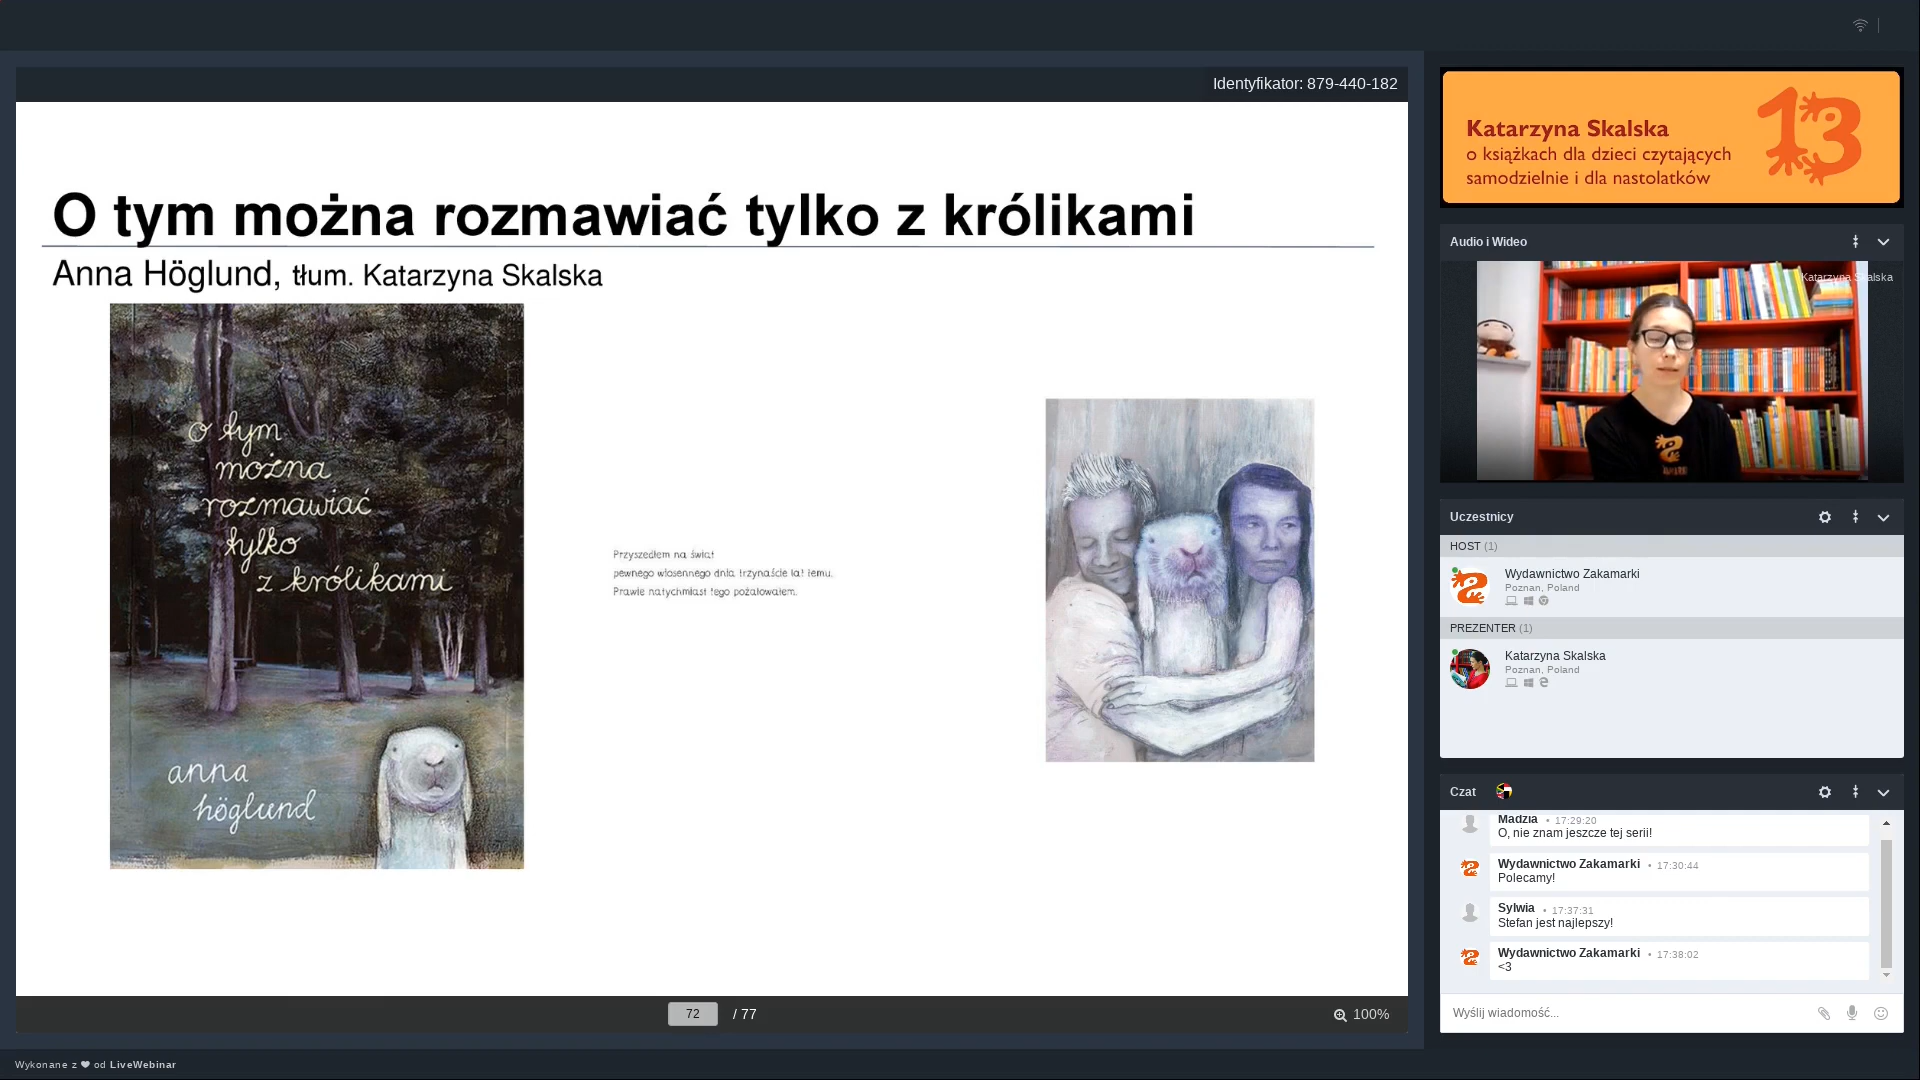 Identyfikator: 879-440-182
O tym można rozmawiać tylko z królikami
Anna Höglund, tłum. Katarzyna Skalska
o tym
można
rozmawiać
tylko
z królikami
anna
höglund
Przyszedłem na świat
pewnego wiosennego dnia trzynaście lat temu.
Prawie natychmiast tego pożałowałem.
72 / 77
100%
Wykonane z od LiveWebinar
Katarzyna Skalska
o książkach dla dzieci czytających
samodzielnie i dla nastolatków
13
Audio i Wideo
Katarzyna Skalska
Uczestnicy
HOST (1)
Wydawnictwo Zakamarki
Poznan, Poland
PREZENTER (1)
Katarzyna Skalska
Poznan, Poland
Czat
Madzia • 17:29:20
O, nie znam jeszcze tej serii!
Wydawnictwo Zakamarki • 17:30:44
Polecamy!
Sylwia • 17:37:31
Stefan jest najlepszy!
Wydawnictwo Zakamarki • 17:38:02
<3
Wyślij wiadomość...